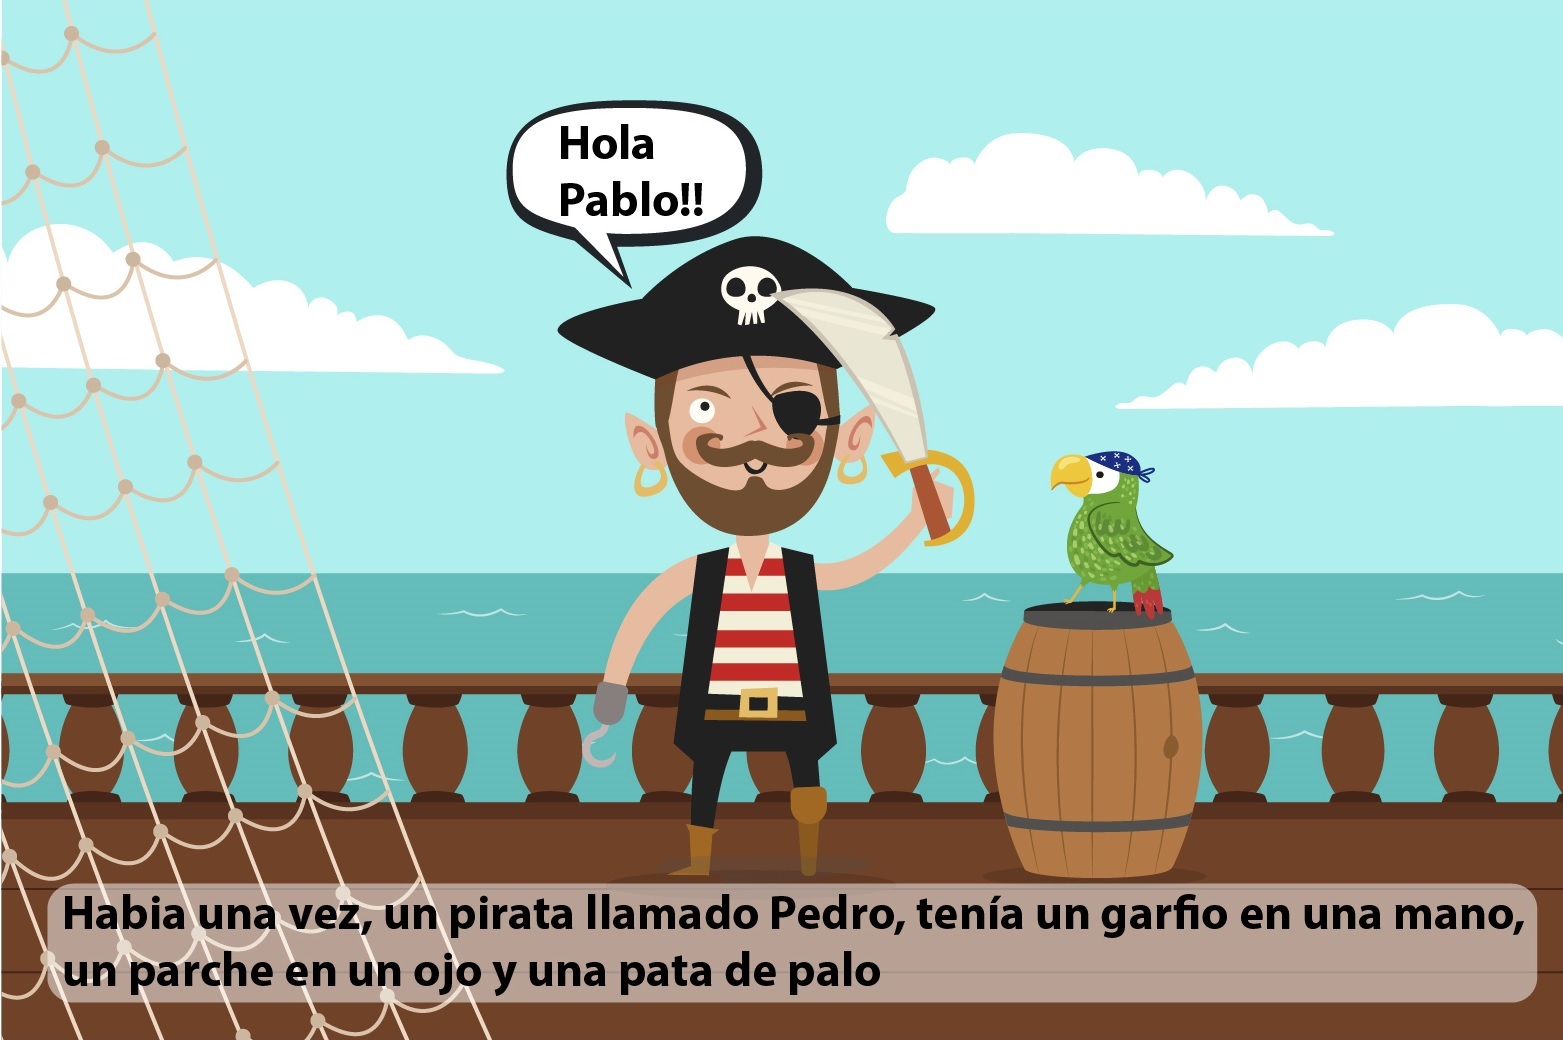 Hola
Pablo!!
Habia una vez, un pirata llamado Pedro, tenía un garfio en una mano,
un parche en un ojo y una pata de palo